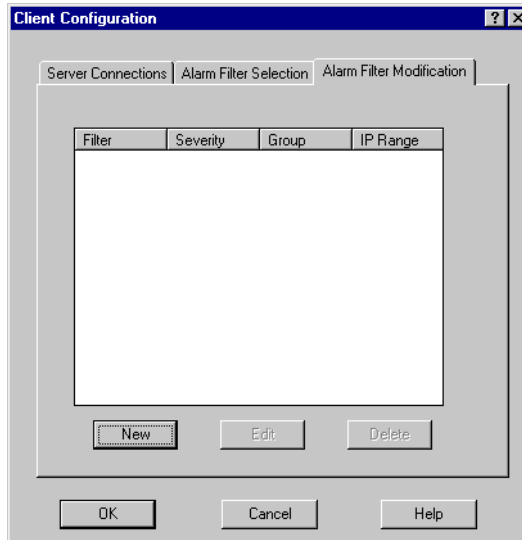 Client Configuration
Server Connections Alarm Filter Selection Alarm Filter Modification
Filter Severity Group IP Range
New Edit Delete
OK Cancel Help